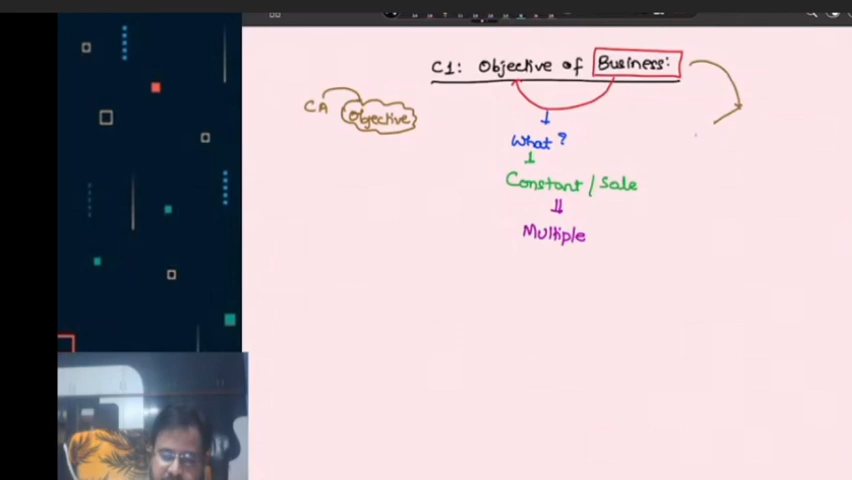 C1: Objective of Business:
CA Objective
What?
Constant / Sale
Multiple